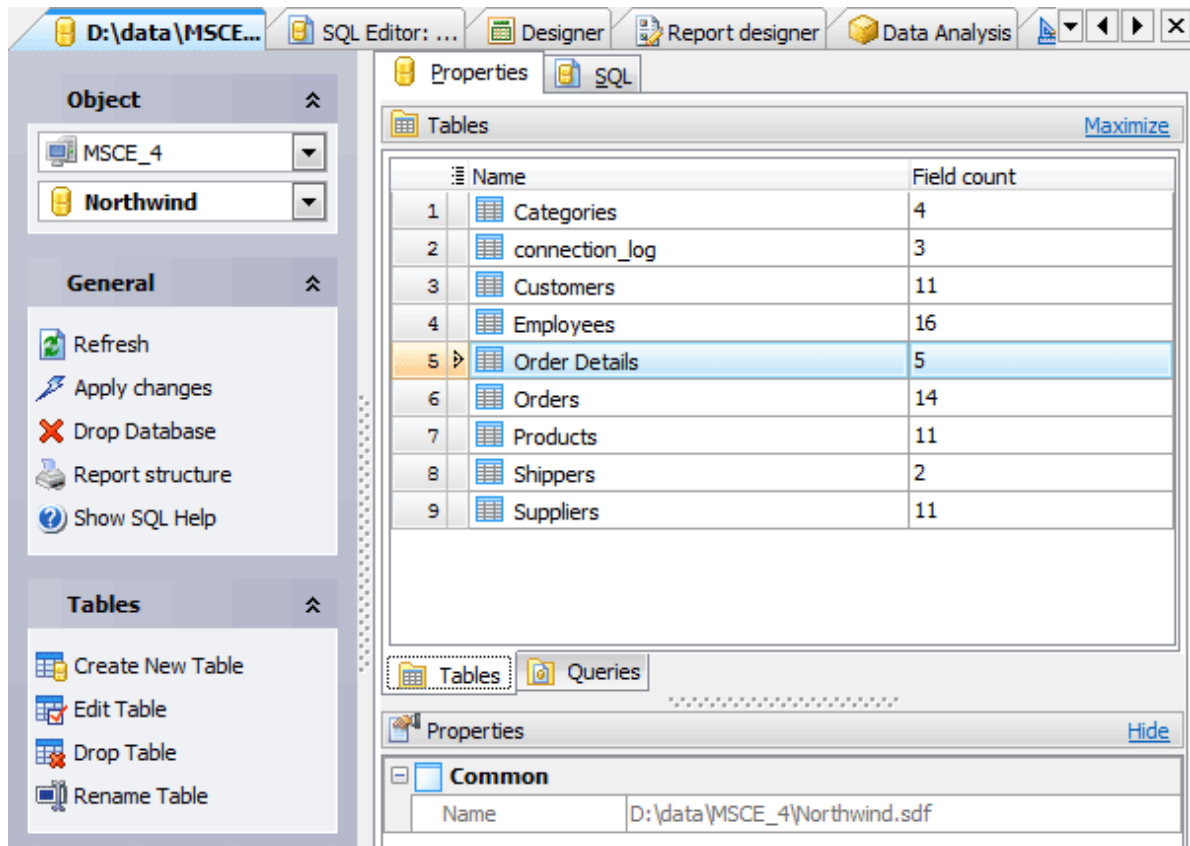 D:\data\MSCE... SQL Editor: ... Designer Report designer Data Analysis
Object
MSCE_4
Northwind
General
Refresh
Apply changes
Drop Database
Report structure
Show SQL Help
Tables
Create New Table
Edit Table
Drop Table
Rename Table
Properties SQL
Tables Maximize
Name Field count
1 Categories 4
2 connection_log 3
3 Customers 11
4 Employees 16
5 Order Details 5
6 Orders 14
7 Products 11
8 Shippers 2
9 Suppliers 11
Tables Queries
Properties Hide
Common
Name D:\data\MSCE_4\Northwind.sdf